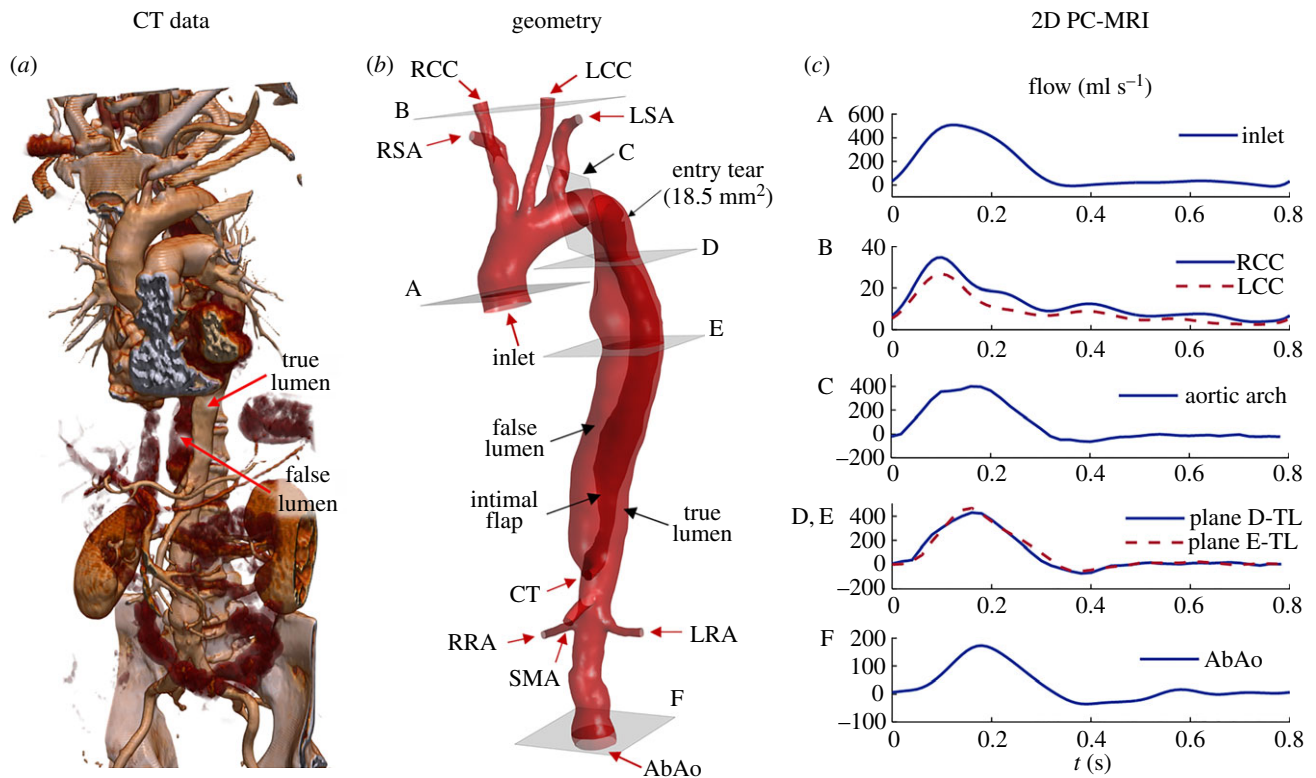 CT data
(a)
true
lumen
false
lumen
geometry
(b)
RCC
LCC
B
LSA
RSA
C
entry tear
(18.5 mm²)
D
A
E
inlet
false
lumen
intimal
flap
true
lumen
CT
RRA
LRA
SMA
F
AbAo
2D PC-MRI
(c)
flow (ml s⁻¹)
A
600
400
200
0
inlet
0 0.2 0.4 0.6 0.8
B
40
20
0
RCC
LCC
0 0.2 0.4 0.6 0.8
C
400
200
0
–200
aortic arch
0 0.2 0.4 0.6 0.8
D, E
400
200
0
–200
plane D-TL
plane E-TL
0 0.2 0.4 0.6 0.8
F
200
100
0
–100
AbAo
0 0.2 0.4 0.6 0.8
t (s)